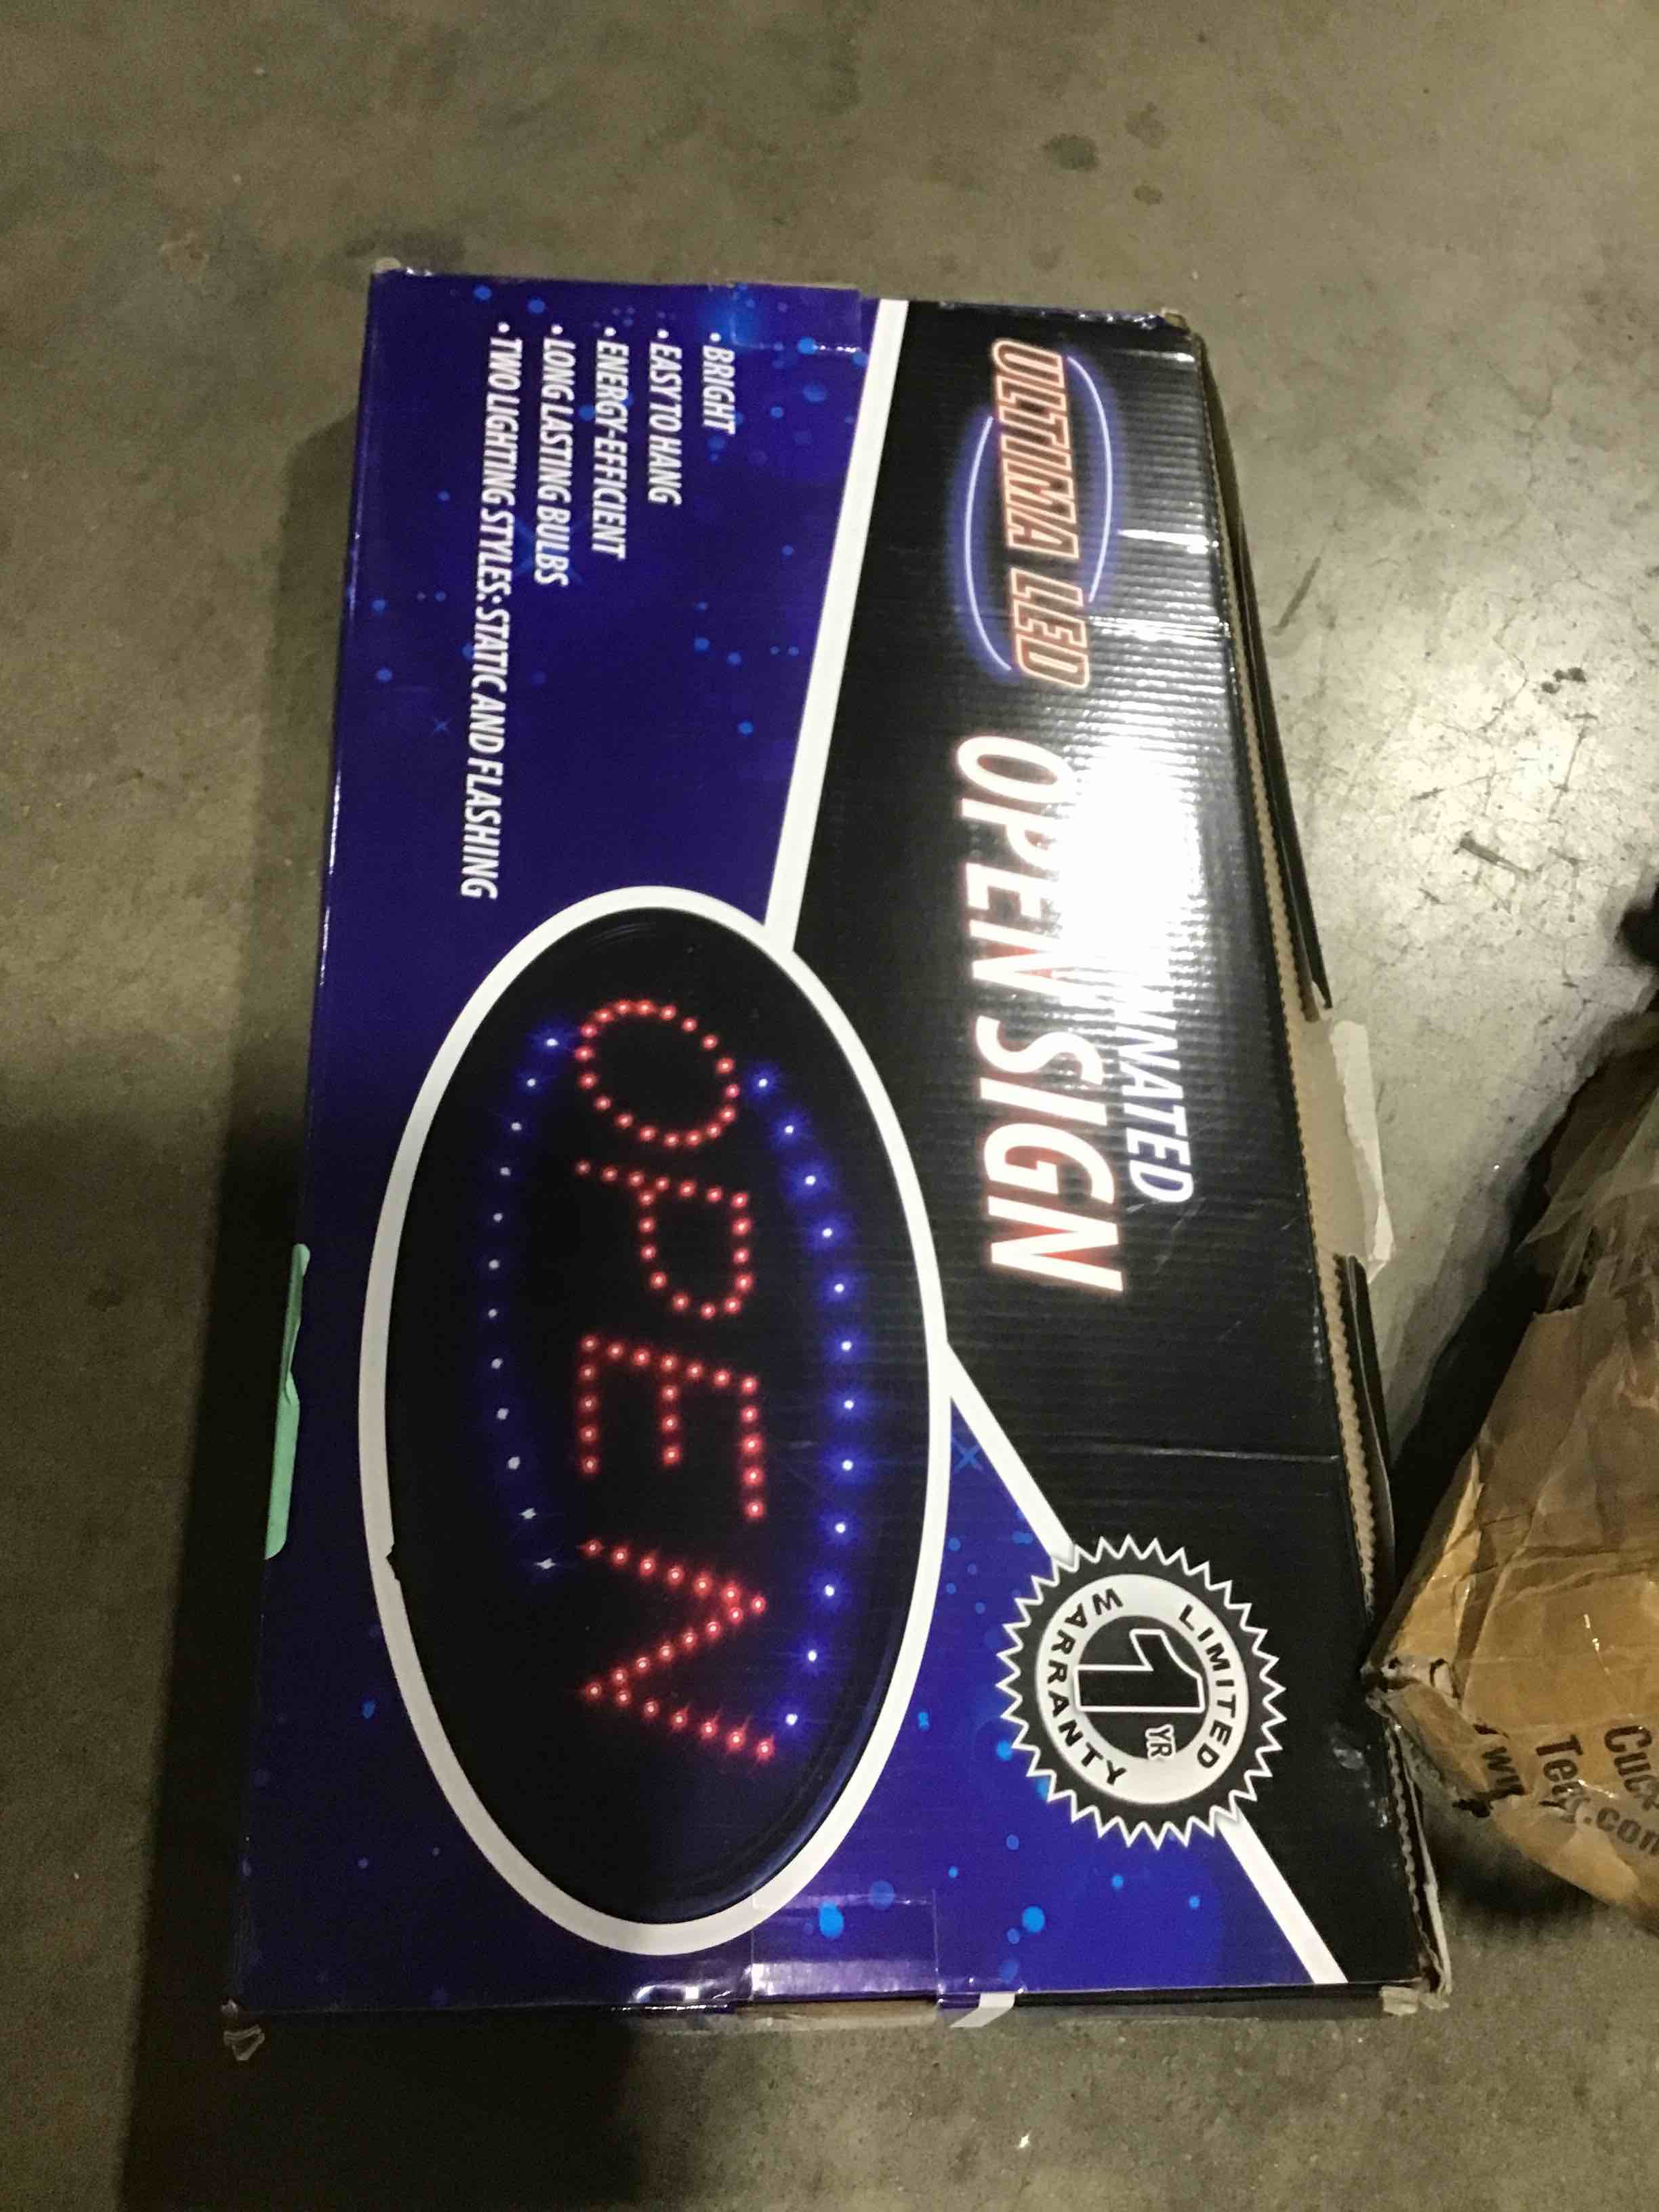 ULTIMA LED
OPEN SIGN
• BRIGHT
• EASY TO HANG
• ENERGY-EFFICIENT
• LONG LASTING BULBS
• TWO LIGHTING STYLES: STATIC AND FLASHING
OPEN
LIMITED
1 YR
WARRANTY